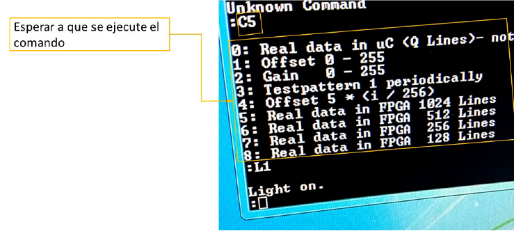 Esperar a que se ejecute el
comando
Unknown Command
:C5
0: Real data in uC (Q Lines)- not
1: Offset 0 - 255
2: Gain 0 - 255
3: Testpattern 1 periodically
4: Offset 5 * (i / 256)
5: Real data in FPGA 1024 Lines
6: Real data in FPGA 512 Lines
7: Real data in FPGA 256 Lines
8: Real data in FPGA 128 Lines
:L1
Light on.
: